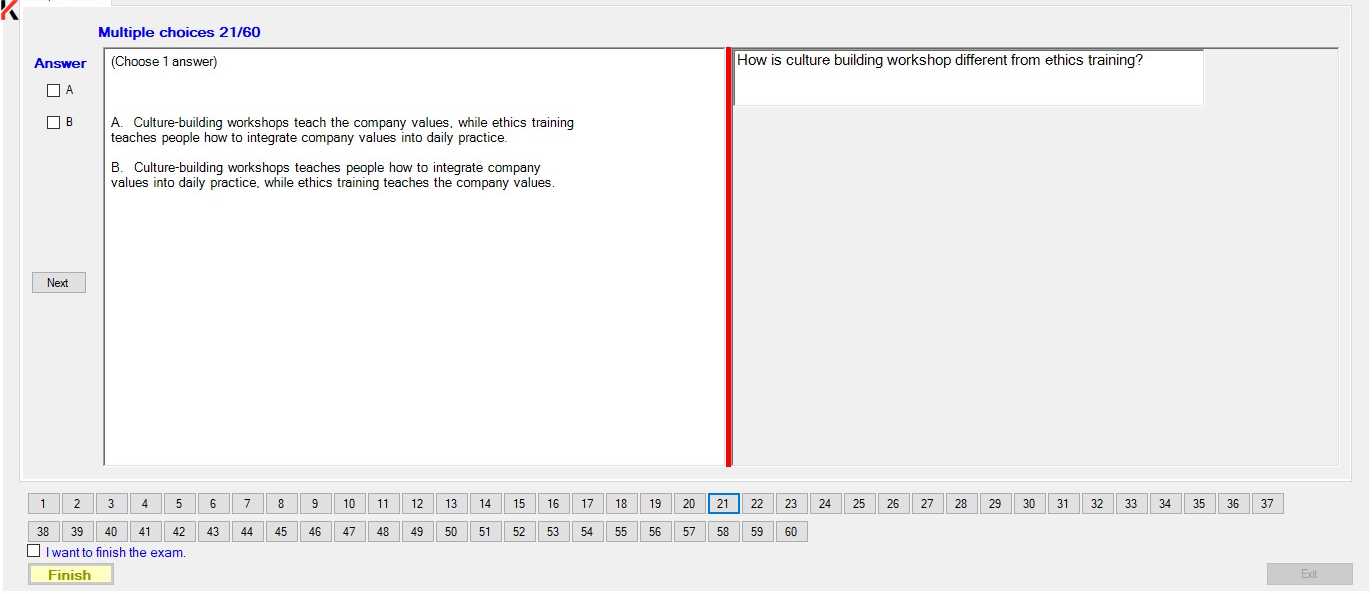 Multiple choices 21/60
Answer
A
B
Next
(Choose 1 answer)
A. Culture-building workshops teach the company values, while ethics training
teaches people how to integrate company values into daily practice.
B. Culture-building workshops teaches people how to integrate company
values into daily practice, while ethics training teaches the company values.
How is culture building workshop different from ethics training?
1 2 3 4 5 6 7 8 9 10 11 12 13 14 15 16 17 18 19 20 21 22 23 24 25 26 27 28 29 30 31 32 33 34 35 36 37
38 39 40 41 42 43 44 45 46 47 48 49 50 51 52 53 54 55 56 57 58 59 60
I want to finish the exam.
Finish
Exit